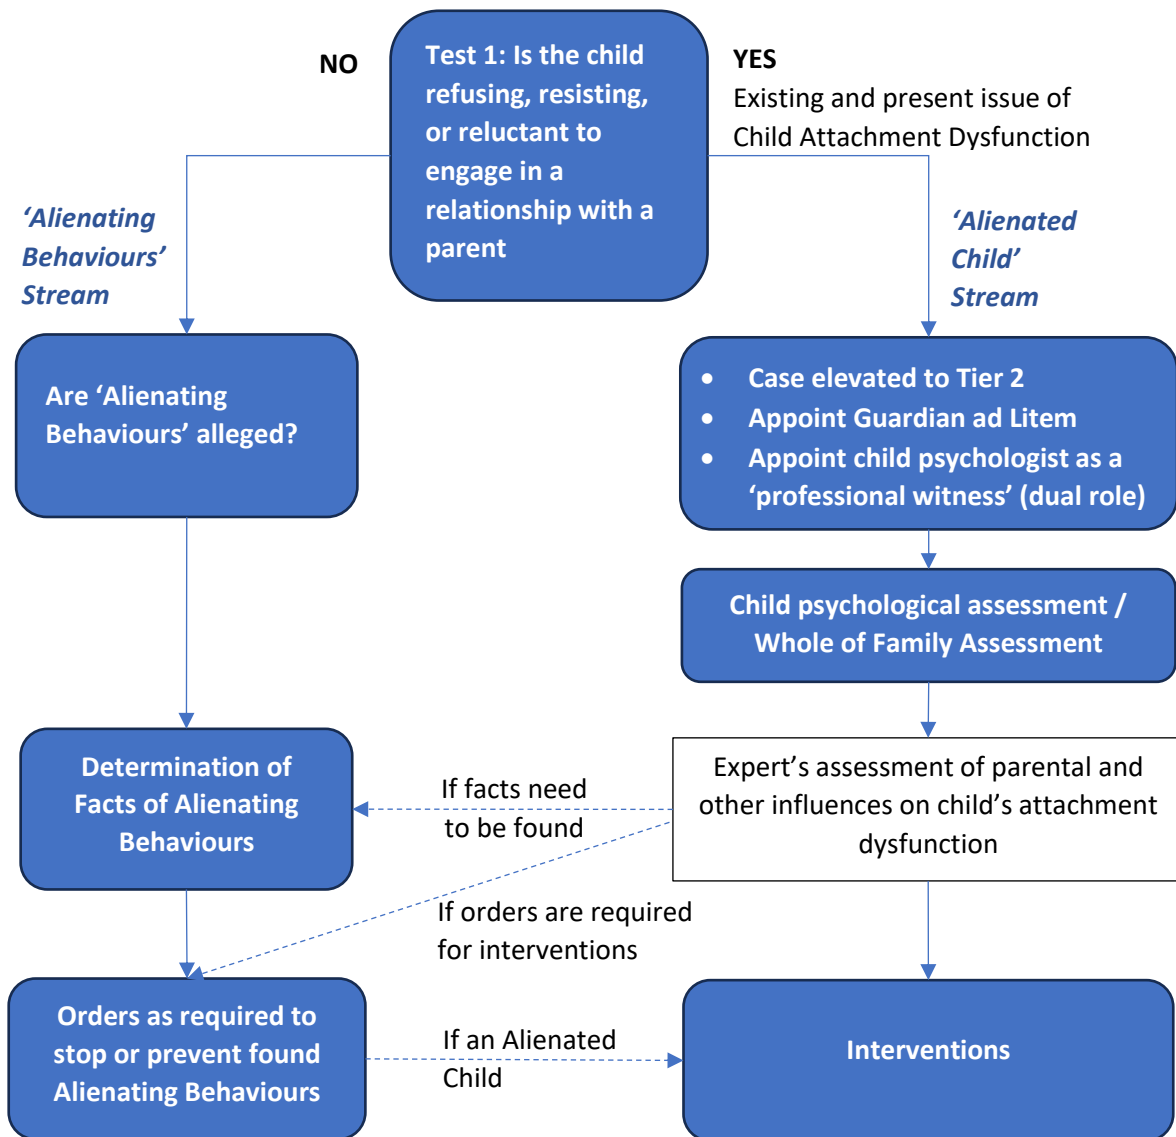 NO
Test 1: Is the child
refusing, resisting,
or reluctant to
engage in a
relationship with a
parent
YES
Existing and present issue of
Child Attachment Dysfunction
‘Alienating
Behaviours’
Stream
‘Alienated
Child’
Stream
Are ‘Alienating
Behaviours’ alleged?
• Case elevated to Tier 2
• Appoint Guardian ad Litem
• Appoint child psychologist as a
‘professional witness’ (dual role)
Child psychological assessment /
Whole of Family Assessment
Determination of
Facts of Alienating
Behaviours
If facts need
to be found
Expert’s assessment of parental and
other influences on child’s attachment
dysfunction
If orders are required
for interventions
Orders as required to
stop or prevent found
Alienating Behaviours
If an Alienated
Child
Interventions